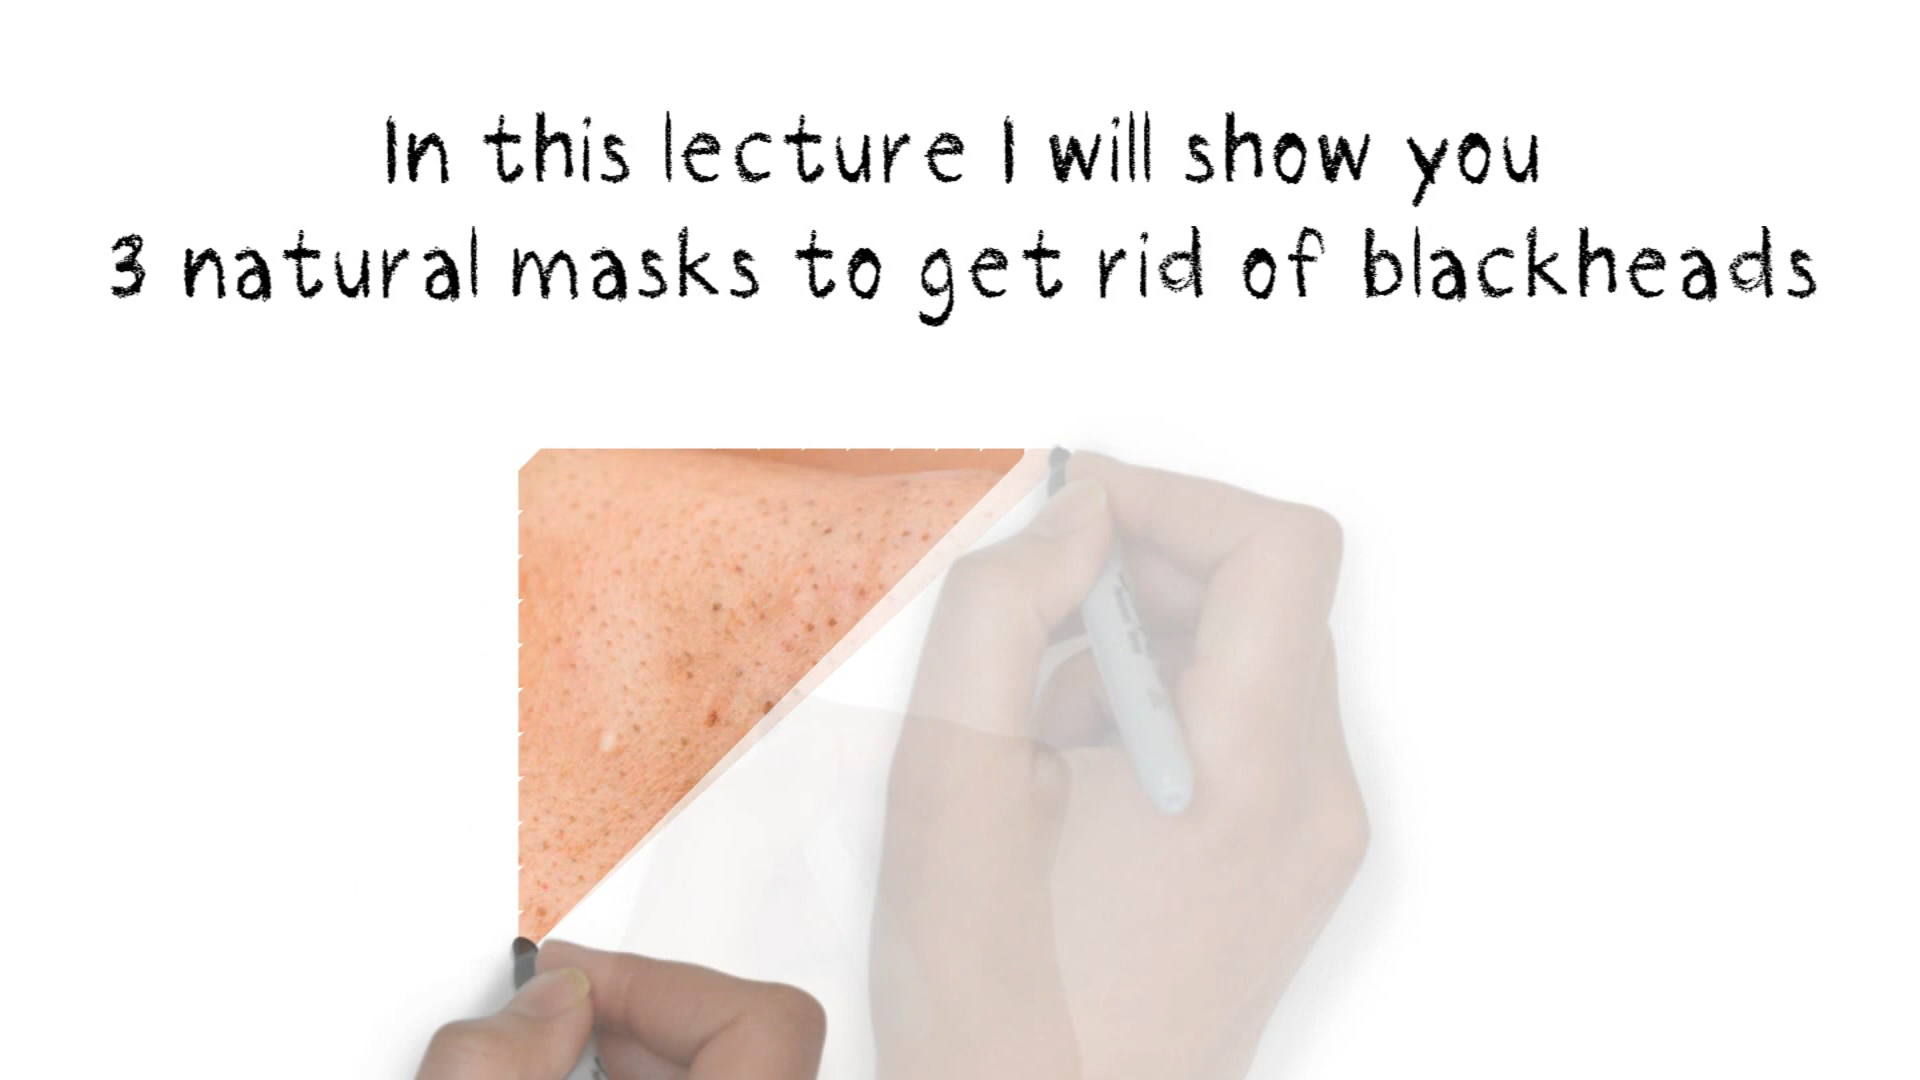 In this lecture I will show you
3 natural masks to get rid of blackheads